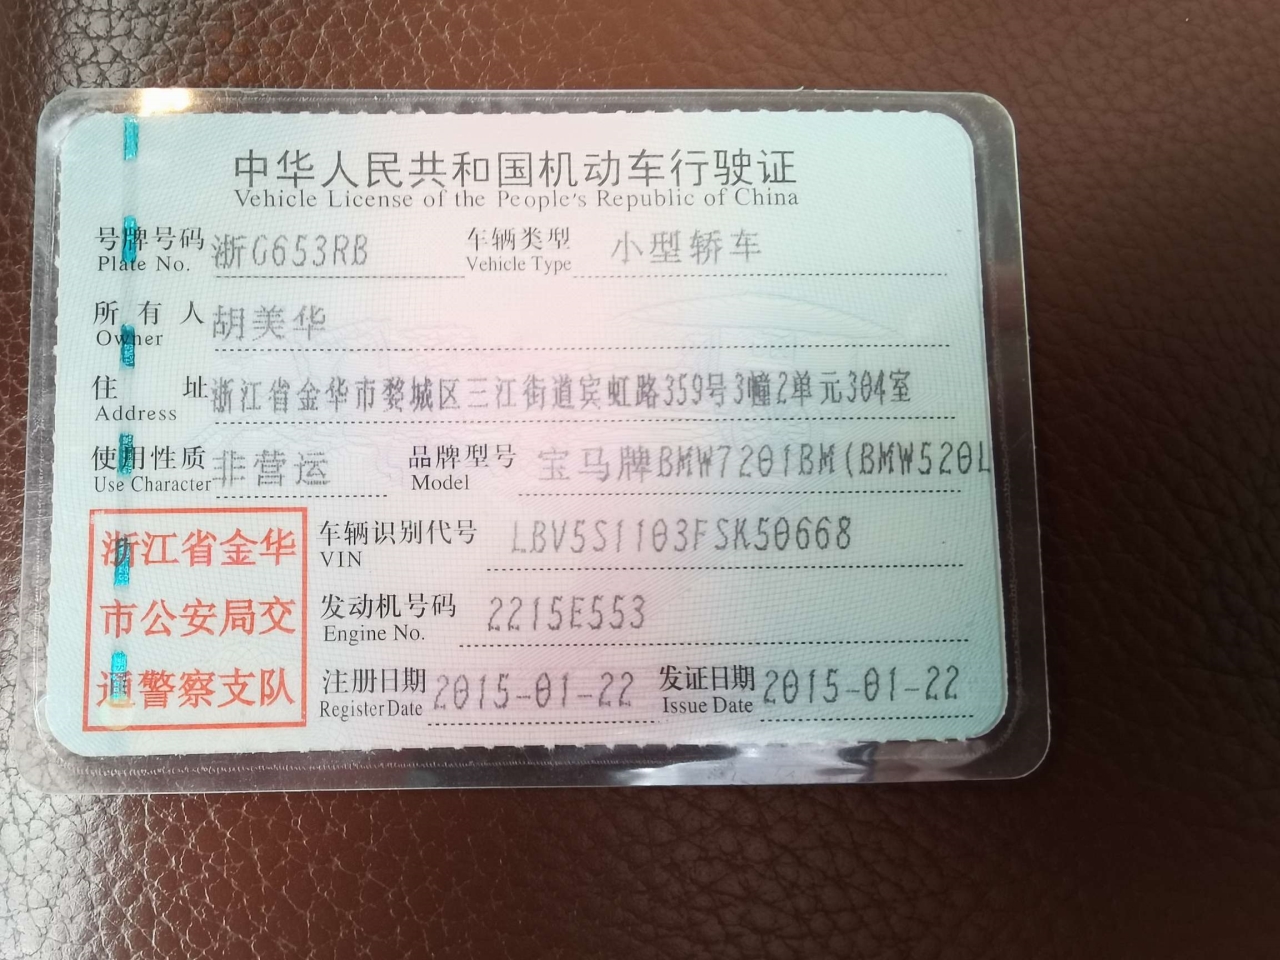 中华人民共和国机动车行驶证
Vehicle License of the People's Republic of China
号牌号码 浙G653RB 车辆类型 小型轿车
Plate No. Vehicle Type
所有人 胡美华
Owner
住址 浙江省金华市婺城区三江街道宾虹路359号3幢2单元304室
Address
使用性质 非营运 品牌型号 宝马牌BMW7201BM(BMW520L
Use Character Model
浙江省金华
市公安局交
通警察支队
车辆识别代号 LBV5S1103FSK50668
VIN
发动机号码 2215E553
Engine No.
注册日期 2015-01-22 发证日期 2015-01-22
Register Date Issue Date